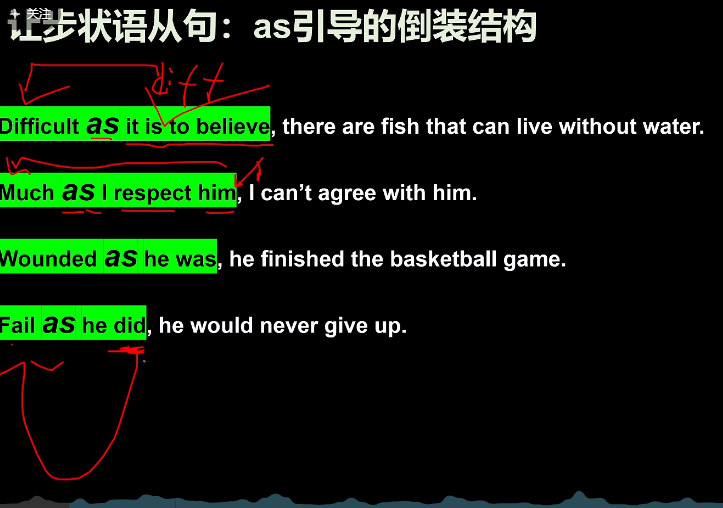 + 关注
让步状语从句：as引导的倒装结构
diff
Difficult as it is to believe, there are fish that can live without water.
Much as I respect him, I can’t agree with him.
Wounded as he was, he finished the basketball game.
Fail as he did, he would never give up.